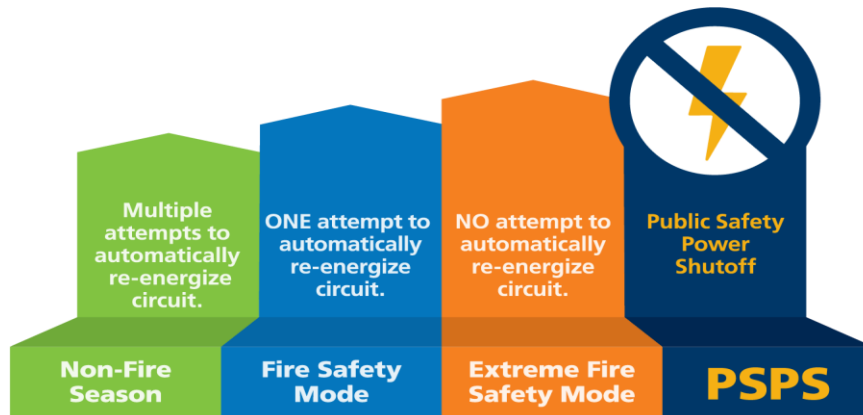 Multiple
attempts to
automatically
re-energize
circuit.
ONE attempt to
automatically
re-energize
circuit.
NO attempt to
automatically
re-energize
circuit.
Public Safety
Power
Shutoff
Non-Fire
Season
Fire Safety
Mode
Extreme Fire
Safety Mode
PSPS